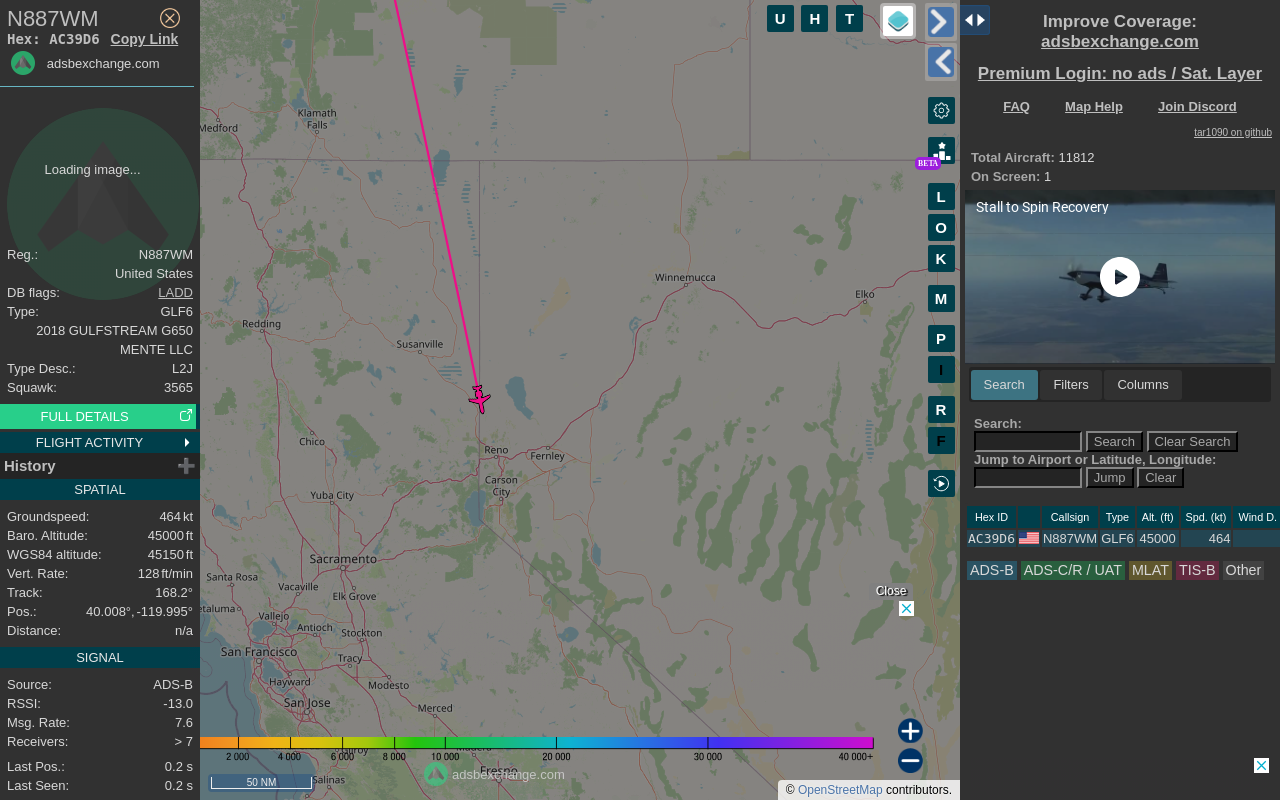 N887WM
Hex: AC39D6 Copy Link
adsbexchange.com
Loading image...
Reg.: N887WM
United States
DB flags: LADD
Type: GLF6
2018 GULFSTREAM G650
MENTE LLC
Type Desc.: L2J
Squawk: 3565
FULL DETAILS
FLIGHT ACTIVITY
History
SPATIAL
Groundspeed: 464 kt
Baro. Altitude: 45000 ft
WGS84 altitude: 45150 ft
Vert. Rate: 128 ft/min
Track: 168.2°
Pos.: 40.008°, -119.995°
Distance: n/a
SIGNAL
Source: ADS-B
RSSI: -13.0
Msg. Rate: 7.6
Receivers: > 7
Last Pos.: 0.2 s
Last Seen: 0.2 s
U H T
Klamath
Falls
Medford
BETA
L
O
K
M
P
I
R
F
Winnemucca
Elko
Redding
Susanville
Chico
Reno
Fernley
Carson
City
Yuba City
Sacramento
Santa Rosa
Vacaville
Elk Grove
etaluma
Vallejo
Antioch
Stockton
San Francisco
Tracy
Hayward
Modesto
San Jose
Merced
Salinas
Fresno
Close
2 000 4 000 6 000 8 000 10 000 20 000 30 000 40 000+
adsbexchange.com
50 NM
© OpenStreetMap contributors.
Improve Coverage:
adsbexchange.com
Premium Login: no ads / Sat. Layer
FAQ Map Help Join Discord
tar1090 on github
Total Aircraft: 11812
On Screen: 1
Stall to Spin Recovery
Search Filters Columns
Search:
Search Clear Search
Jump to Airport or Latitude, Longitude:
Jump Clear
Hex ID Callsign Type Alt. (ft) Spd. (kt) Wind D.
AC39D6 N887WM GLF6 45000 464
ADS-B ADS-C/R / UAT MLAT TIS-B Other